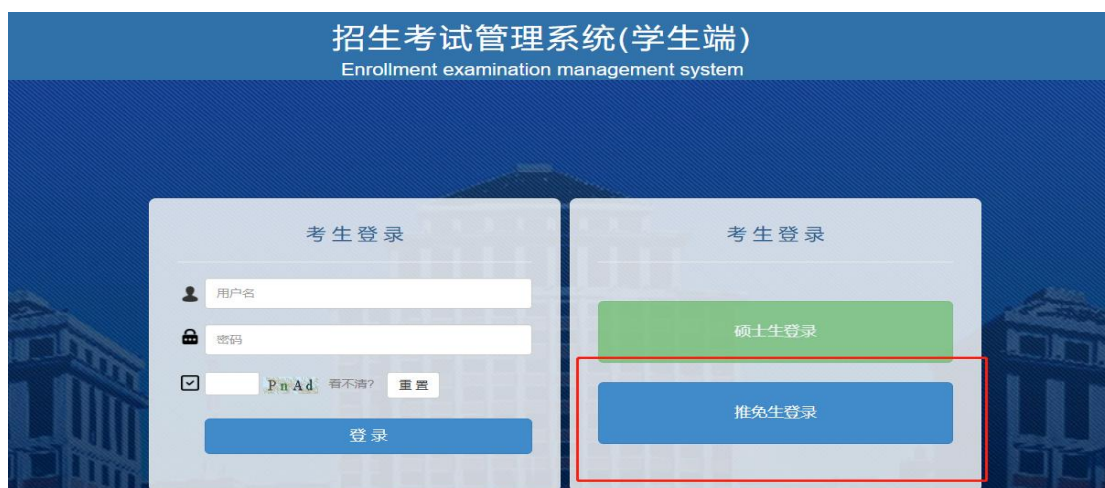 招生考试管理系统(学生端)
Enrollment examination management system
考生登录
用户名
密码
PnAd 看不清? 重置
登录
考生登录
硕士生登录
推免生登录